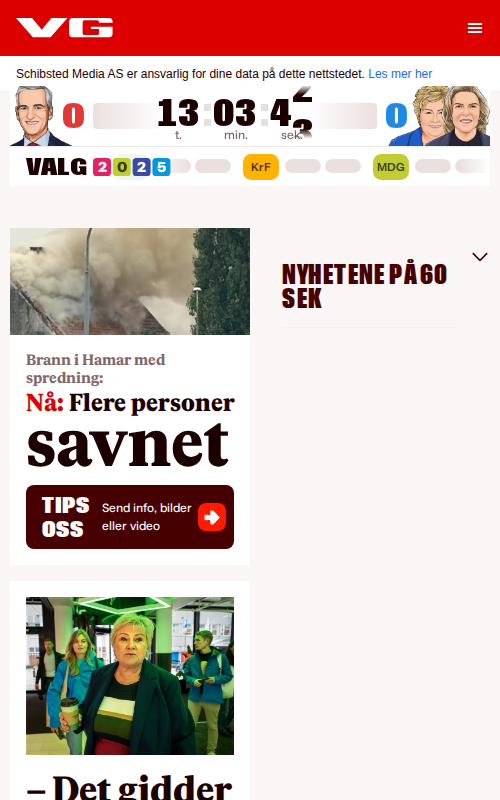 VG
Schibsted Media AS er ansvarlig for dine data på dette nettstedet. Les mer her
0
13:03:4
0
t.
min.
sek.
VALG 2025
KrF
MDG
NYHETENE PÅ 60
SEK
Brann i Hamar med
spredning:
Nå: Flere personer
savnet
TIPS
OSS
Send info, bilder
eller video
– Det gidder